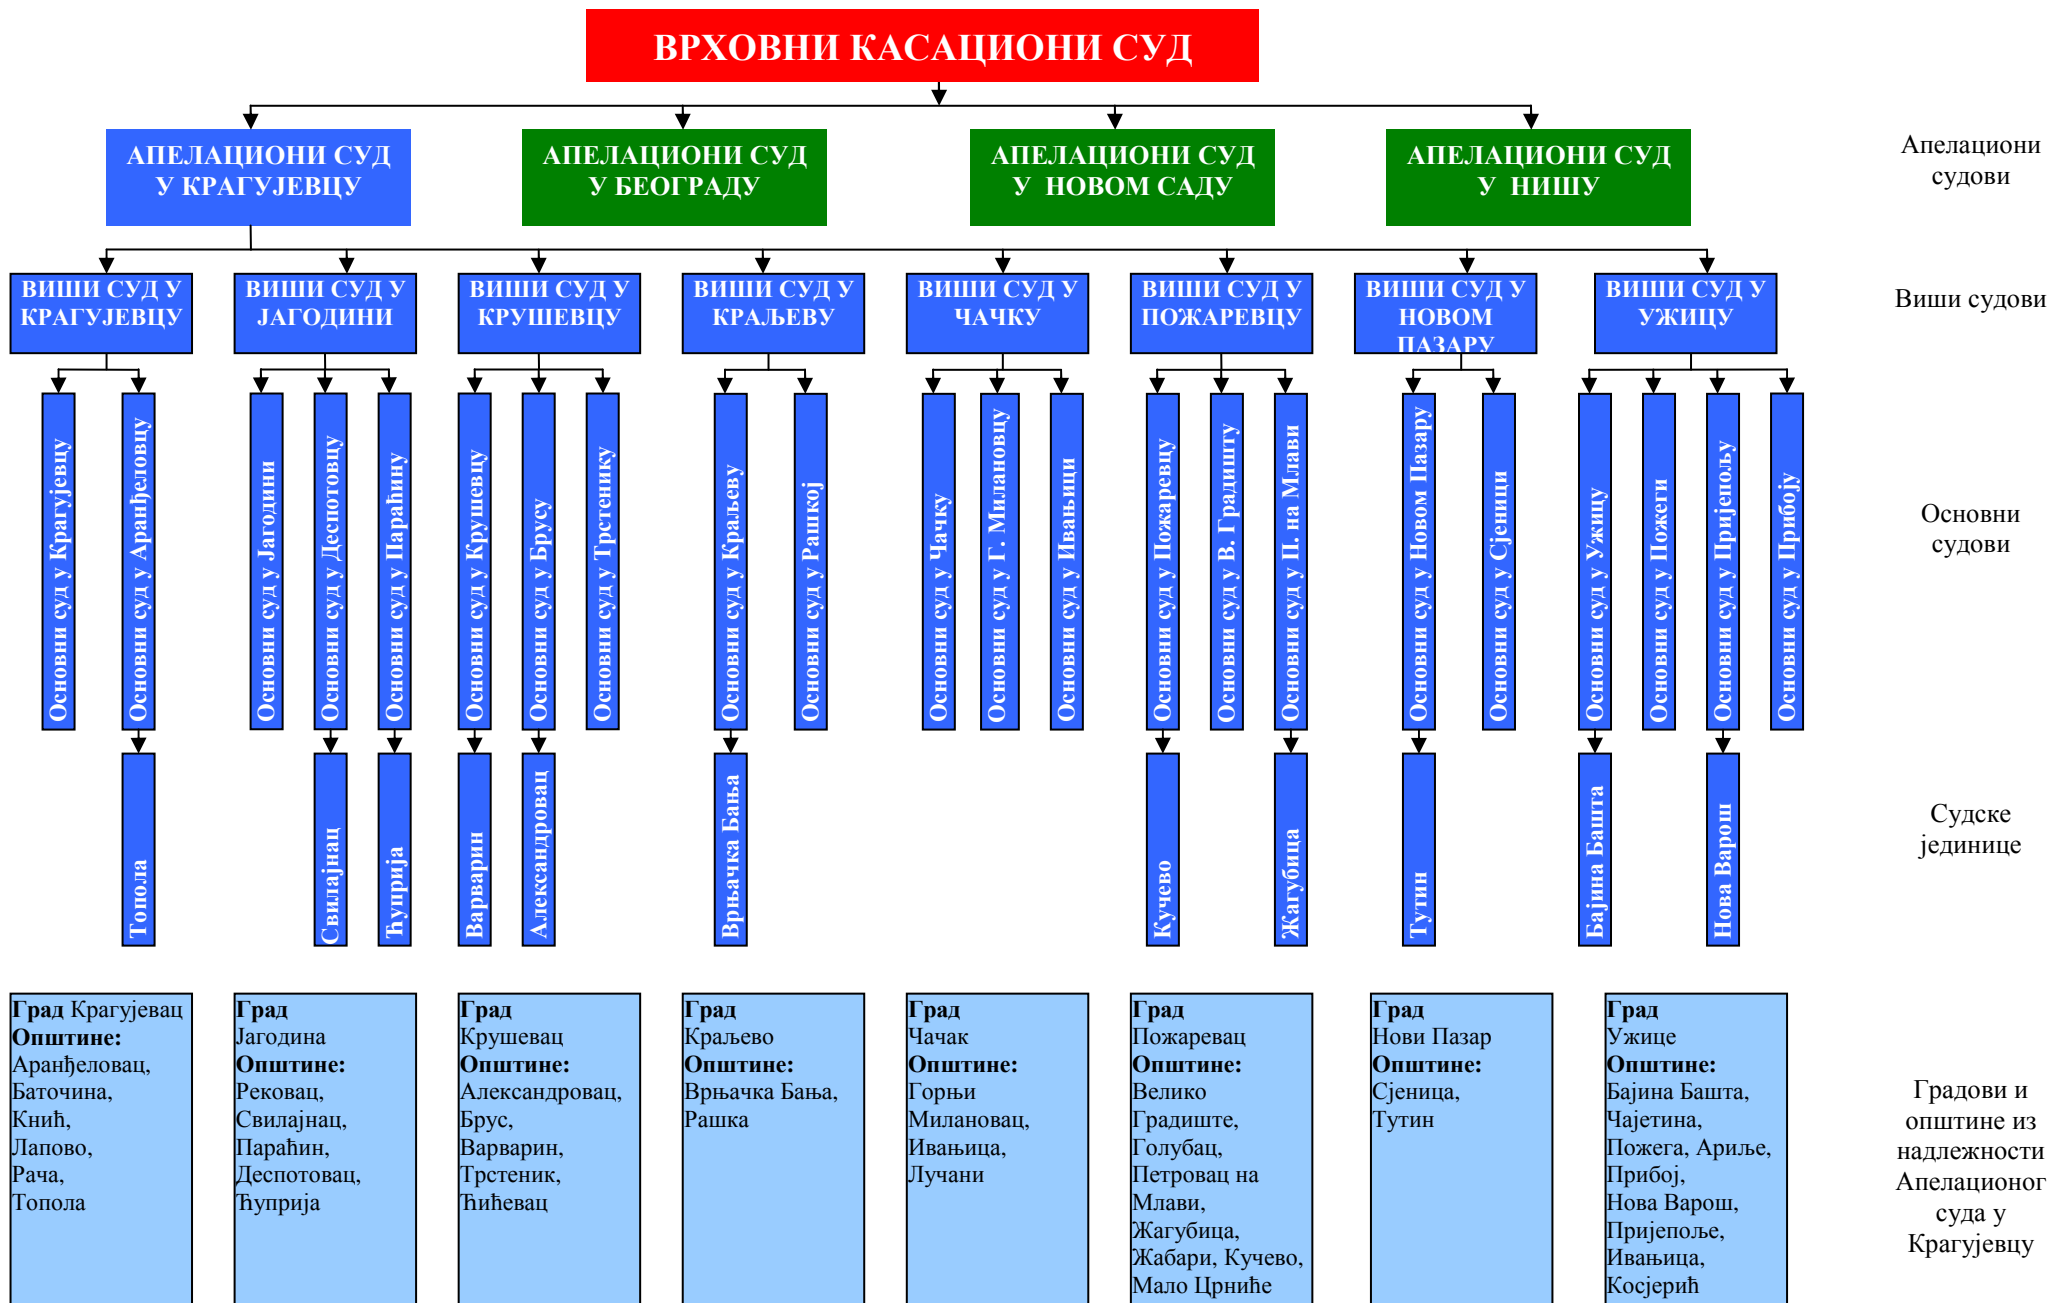 ВРХОВНИ КАСАЦИОНИ СУД
АПЕЛАЦИОНИ СУД
У КРАГУЈЕВЦУ
АПЕЛАЦИОНИ СУД
У БЕОГРАДУ
АПЕЛАЦИОНИ СУД
У НОВОМ САДУ
АПЕЛАЦИОНИ СУД
У НИШУ
Апелациони
судови
ВИШИ СУД У
КРАГУЈЕВЦУ
ВИШИ СУД У
ЈАГОДИНИ
ВИШИ СУД У
КРУШЕВЦУ
ВИШИ СУД У
КРАЉЕВУ
ВИШИ СУД У
ЧАЧКУ
ВИШИ СУД У
ПОЖАРЕВЦУ
ВИШИ СУД У
НОВОМ
ПАЗАРУ
ВИШИ СУД У
УЖИЦУ
Виши судови
Основни суд у Крагујевцу
Основни суд у Аранђеловцу
Основни суд у Јагодини
Основни суд у Деспотовцу
Основни суд у Параћину
Основни суд у Крушевцу
Основни суд у Брусу
Основни суд у Трстенику
Основни суд у Краљеву
Основни суд у Рашкој
Основни суд у Чачку
Основни суд у Г. Милановцу
Основни суд у Ивањици
Основни суд у Пожаревцу
Основни суд у В. Градишту
Основни суд у П. на Млави
Основни суд у Новом Пазару
Основни суд у Сјеници
Основни суд у Ужицу
Основни суд у Пожеги
Основни суд у Пријепољу
Основни суд у Прибоју
Основни
судови
Топола
Свилајнац
Ћуприја
Варварин
Александровац
Врњачка Бања
Кучево
Жагубица
Тутин
Бајина Башта
Нова Варош
Судске
јединице
Град Крагујевац
Општине:
Аранђеловац,
Баточина,
Кнић,
Лапово,
Рача,
Топола
Град
Јагодина
Општине:
Рековац,
Свилајнац,
Параћин,
Деспотовац,
Ћуприја
Град
Крушевац
Општине:
Александровац,
Брус,
Варварин,
Трстеник,
Ћићевац
Град
Краљево
Општине:
Врњачка Бања,
Рашка
Град
Чачак
Општине:
Горњи
Милановац,
Ивањица,
Лучани
Град
Пожаревац
Општине:
Велико
Градиште,
Голубац,
Петровац на
Млави,
Жагубица,
Жабари, Кучево,
Мало Црниће
Град
Нови Пазар
Општине:
Сјеница,
Тутин
Град
Ужице
Општине:
Бајина Башта,
Чајетина,
Пожега, Ариље,
Прибој,
Нова Варош,
Пријепоље,
Ивањица,
Косјерић
Градови и
општине из
надлежности
Апелационог
суда у
Крагујевцу